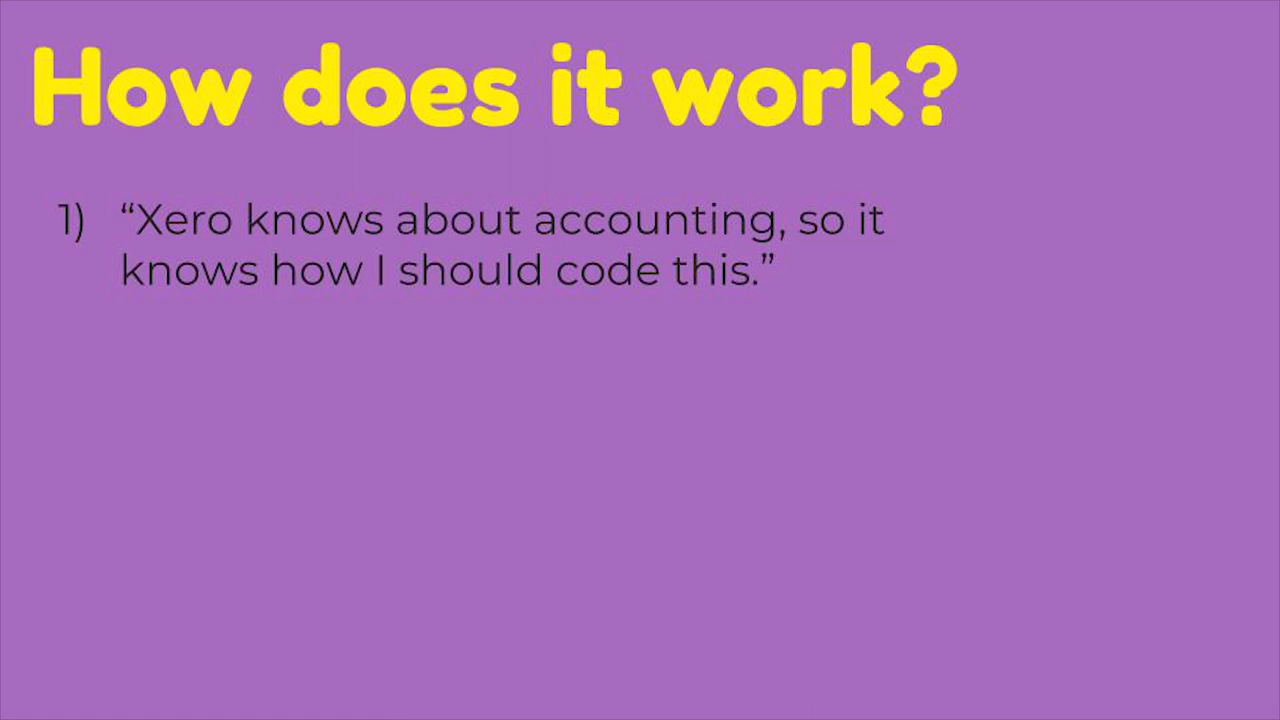 How does it work?
1) “Xero knows about accounting, so it
knows how I should code this.”